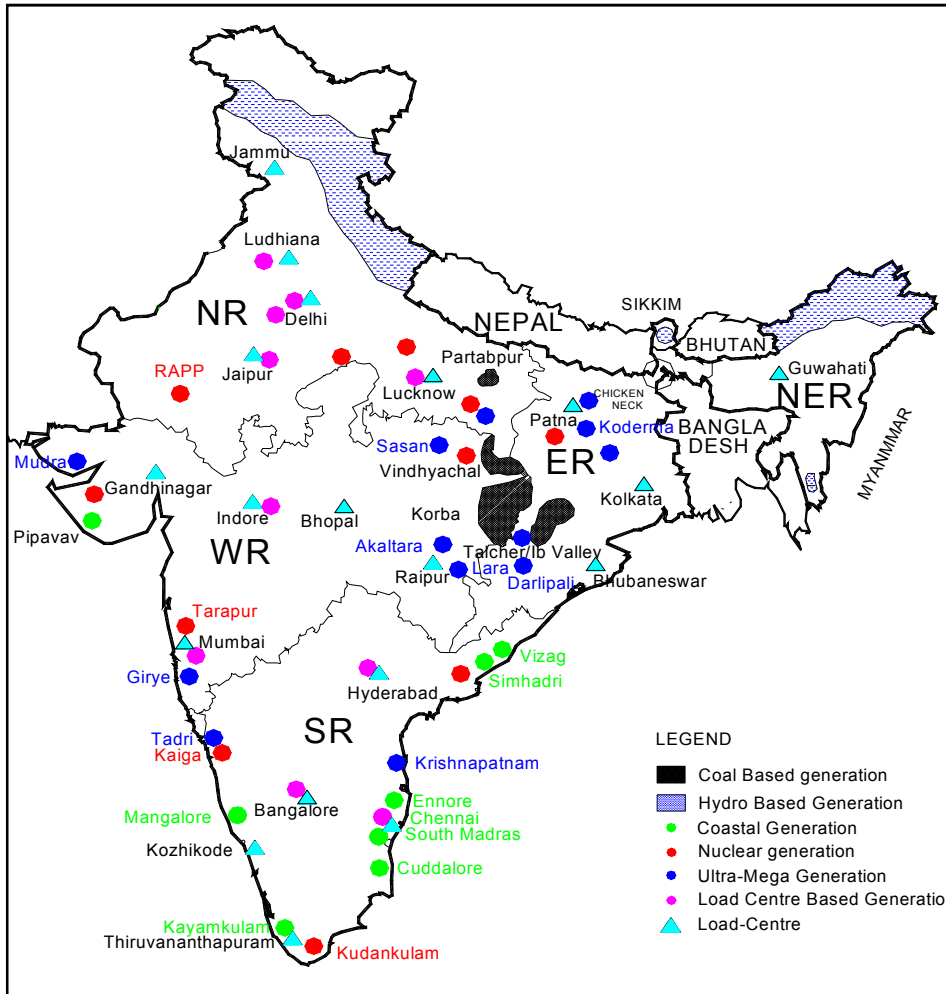 Jammu
Ludhiana
NR
Delhi
SIKKIM
NEPAL
BHUTAN
Partabpur
Guwahati
RAPP
Jaipur
Lucknow
CHICKEN
NECK
NER
Patna
Koderma
BANGLA
DESH
Mudra
Sasan
Vindhyachal
ER
MYANMMAR
Gandhinagar
Kolkata
Pipavav
Indore
Bhopal
Korba
WR
Akaltara
Talcher/Ib Valley
Raipur
Lara
Darlipali
Bhubaneswar
Tarapur
Mumbai
Vizag
Girye
Hyderabad
Simhadri
SR
Tadri
Kaiga
Krishnapatnam
Bangalore
Ennore
Mangalore
Chennai
South Madras
Kozhikode
Cuddalore
Kayamkulam
Thiruvananthapuram
Kudankulam
LEGEND
Coal Based generation
Hydro Based Generation
Coastal Generation
Nuclear generation
Ultra-Mega Generation
Load Centre Based Generatio
Load-Centre